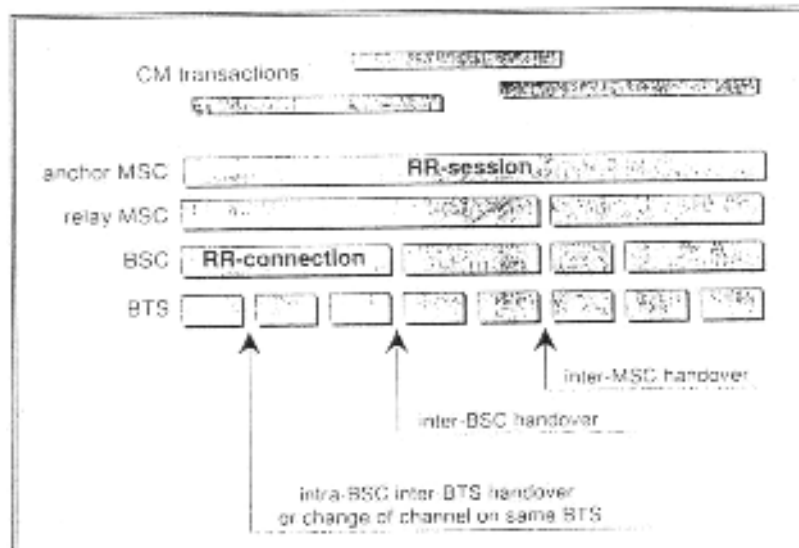 CM transactions
anchor MSC
RR-session
relay MSC
BSC
RR-connection
BTS
inter-MSC handover
inter-BSC handover
intra-BSC inter-BTS handover
or change of channel on same BTS